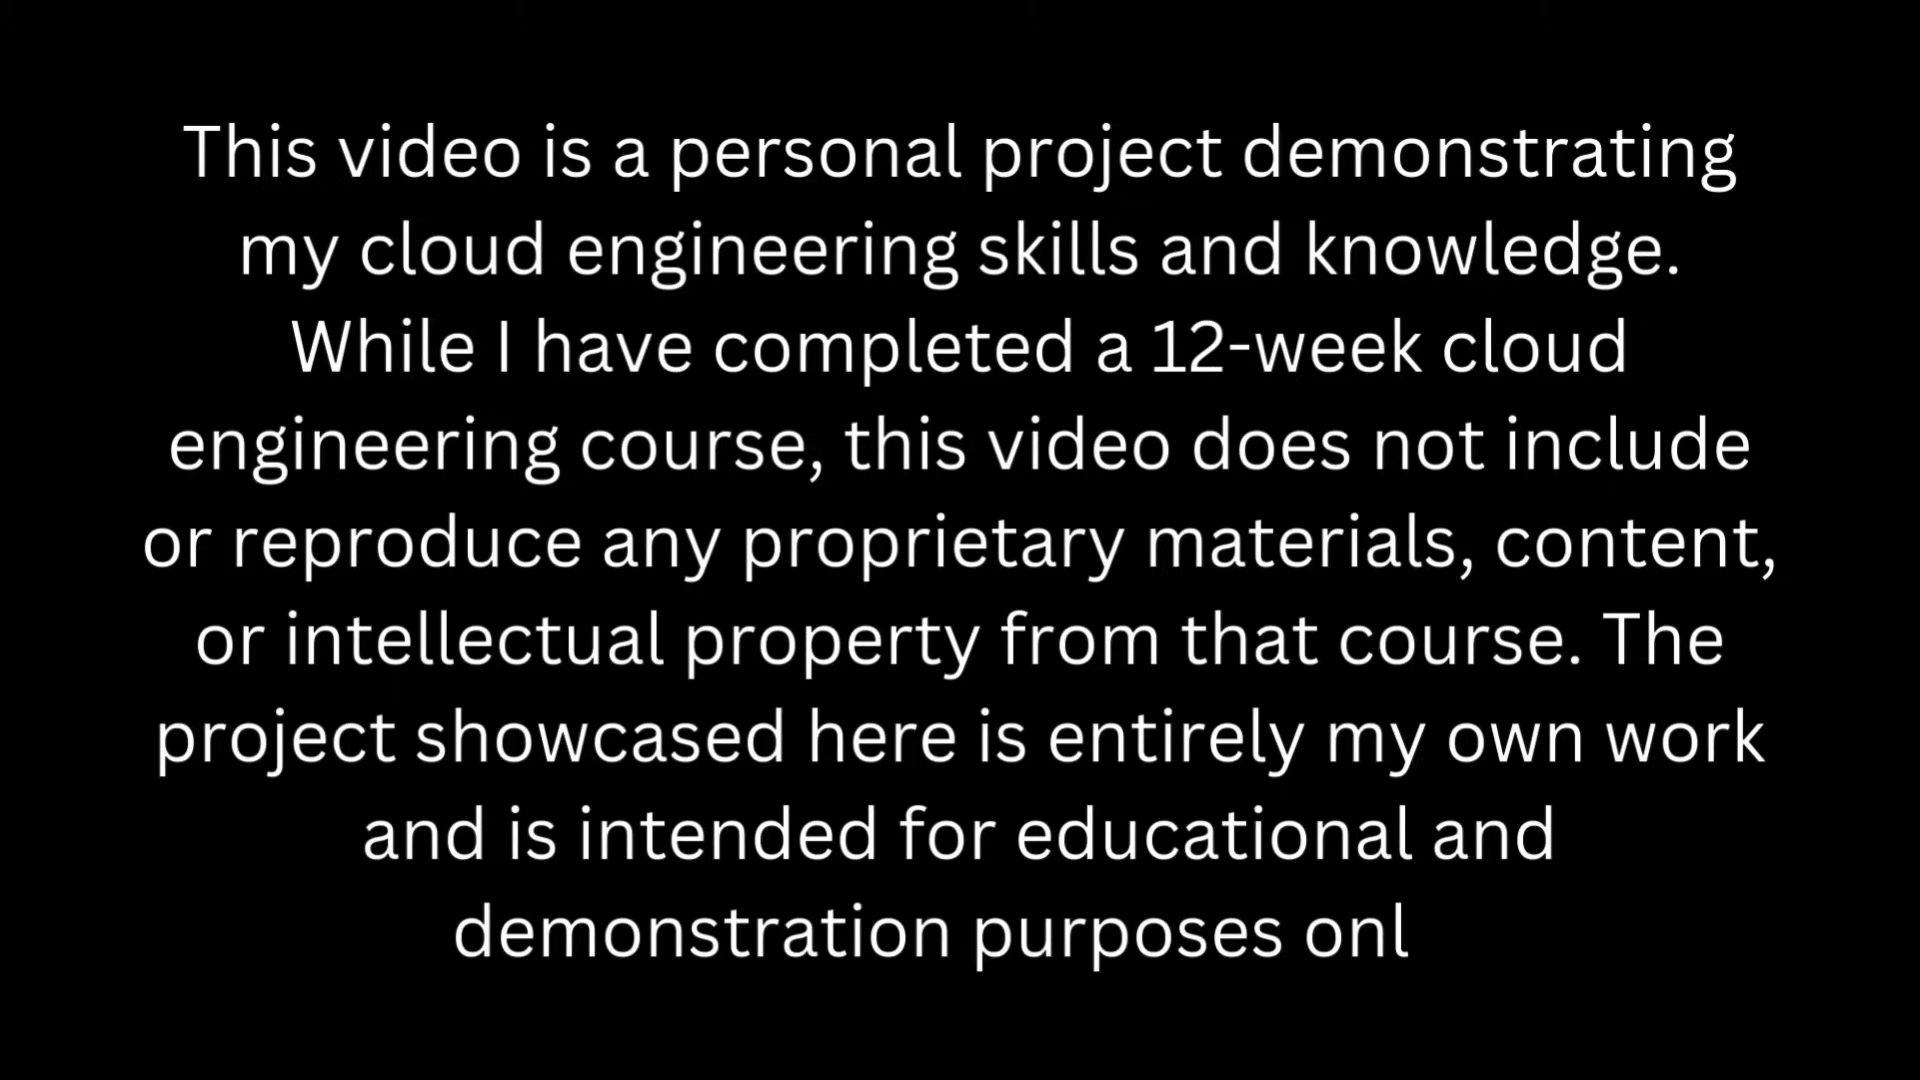 This video is a personal project demonstrating
my cloud engineering skills and knowledge.
While I have completed a 12-week cloud
engineering course, this video does not include
or reproduce any proprietary materials, content,
or intellectual property from that course. The
project showcased here is entirely my own work
and is intended for educational and
demonstration purposes onl